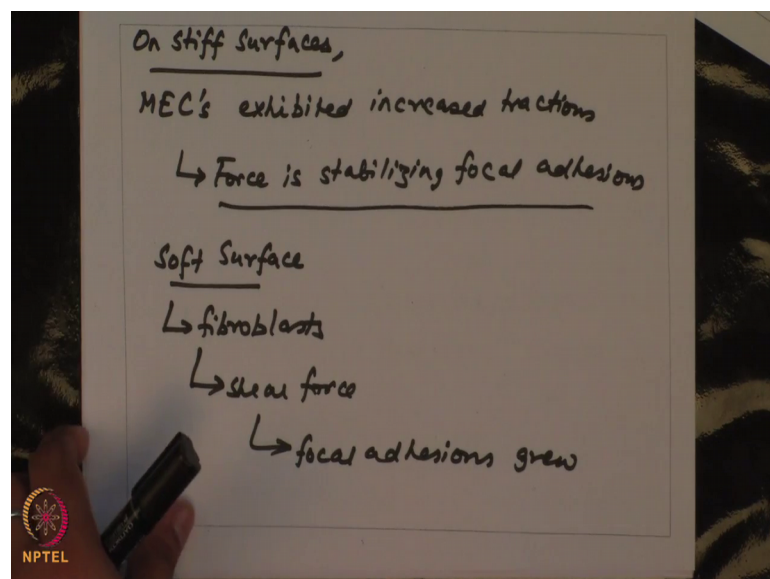 On Stiff Surfaces,
MEC's exhibited increased tractions
↳ Force is stabilizing focal adhesions
Soft Surface
↳ fibroblasts
↳ shear force
↳ focal adhesions grew
NPTEL